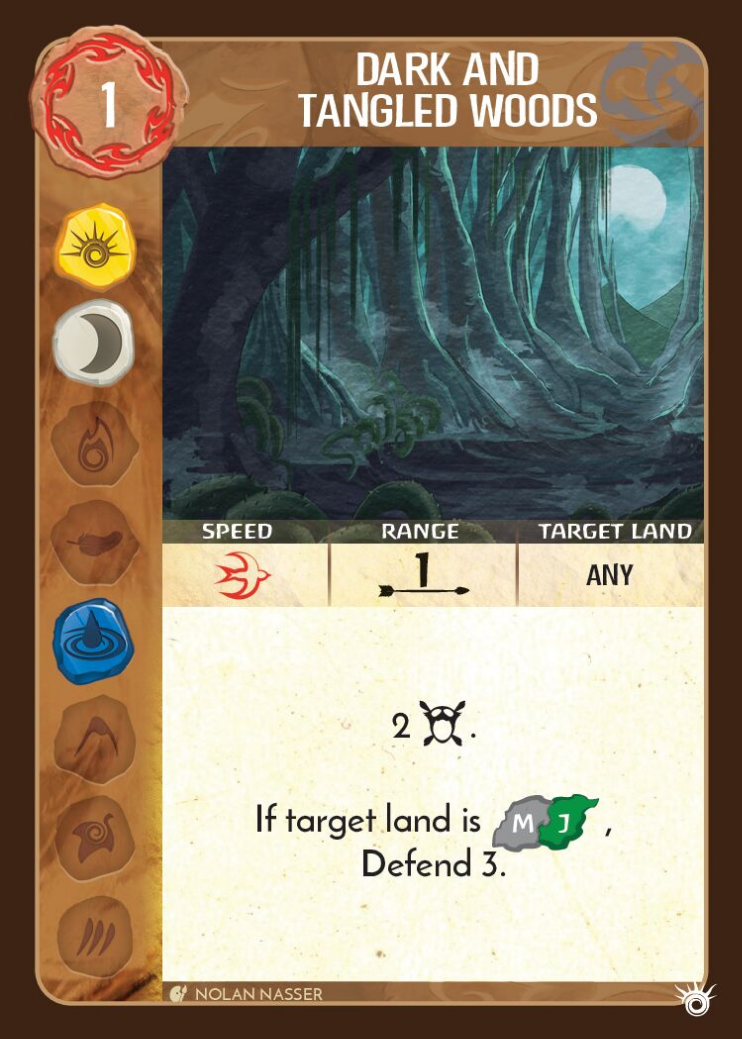 1
DARK AND
TANGLED WOODS
SPEED RANGE TARGET LAND
1 ANY
2 .
If target land is M J ,
Defend 3.
NOLAN NASSER